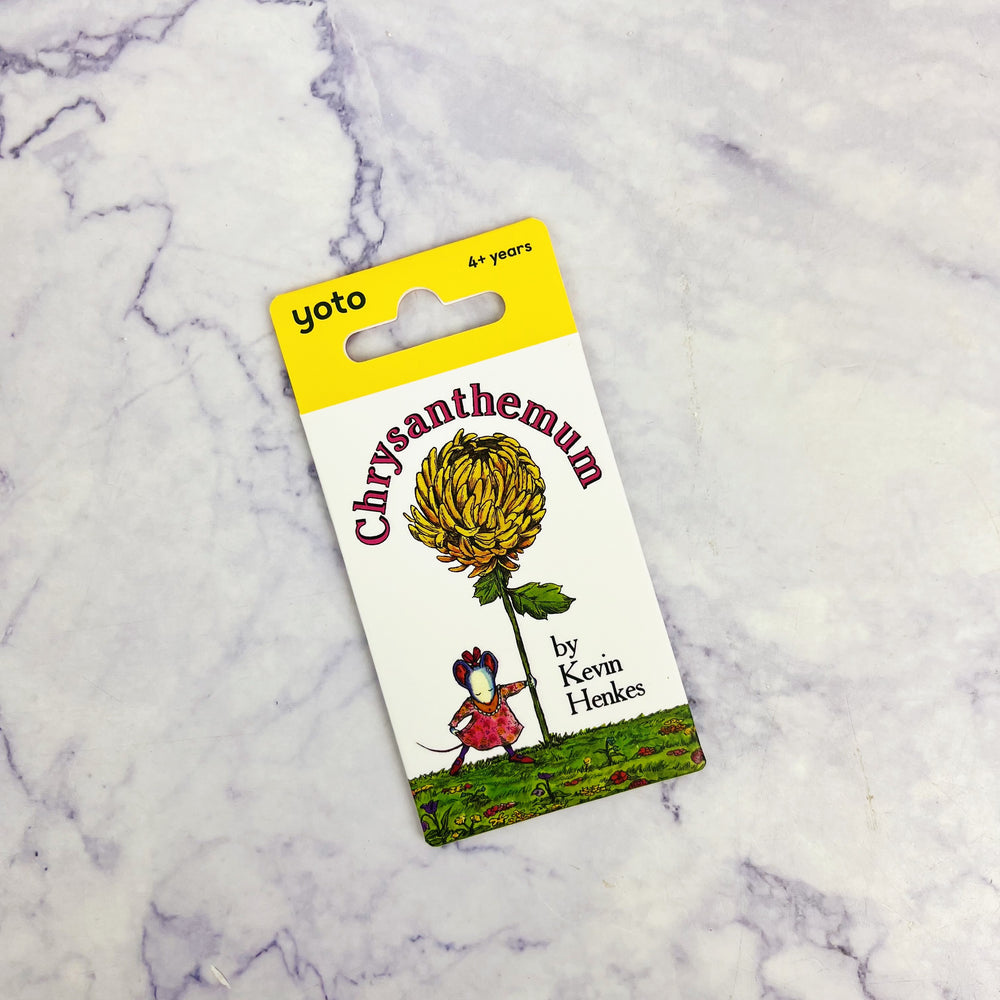 yoto
4+ years
Chrysanthemum
by
Kevin
Henkes